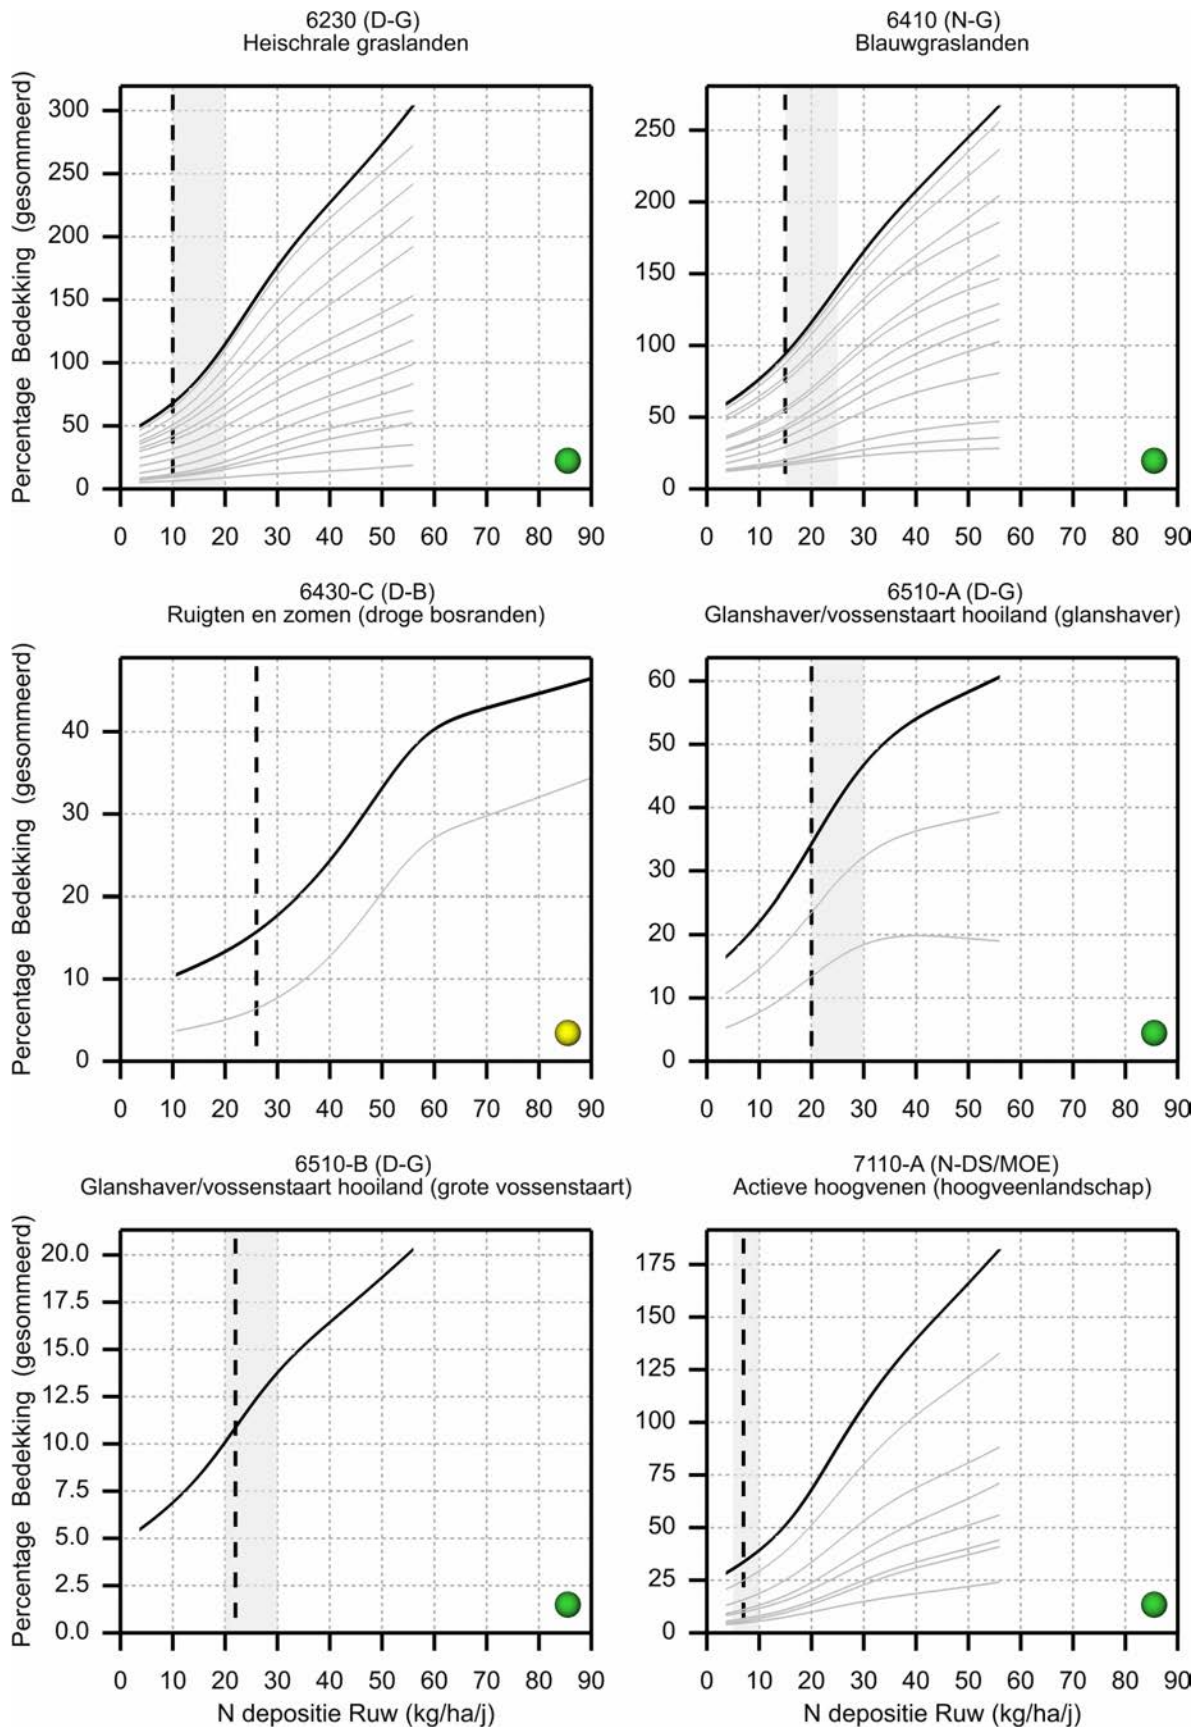 6230 (D-G)
Heischrale graslanden
Percentage Bedekking (gesommeerd)
300
250
200
150
100
50
0
0 10 20 30 40 50 60 70 80 90
6410 (N-G)
Blauwgraslanden
250
200
150
100
50
0
0 10 20 30 40 50 60 70 80 90
6430-C (D-B)
Ruigten en zomen (droge bosranden)
Percentage Bedekking (gesommeerd)
40
30
20
10
0
0 10 20 30 40 50 60 70 80 90
6510-A (D-G)
Glanshaver/vossenstaart hooiland (glanshaver)
60
50
40
30
20
10
0
0 10 20 30 40 50 60 70 80 90
6510-B (D-G)
Glanshaver/vossenstaart hooiland (grote vossenstaart)
Percentage Bedekking (gesommeerd)
20.0
17.5
15.0
12.5
10.0
7.5
5.0
2.5
0.0
0 10 20 30 40 50 60 70 80 90
N depositie Ruw (kg/ha/j)
7110-A (N-DS/MOE)
Actieve hoogvenen (hoogveenlandschap)
175
150
125
100
75
50
25
0
0 10 20 30 40 50 60 70 80 90
N depositie Ruw (kg/ha/j)